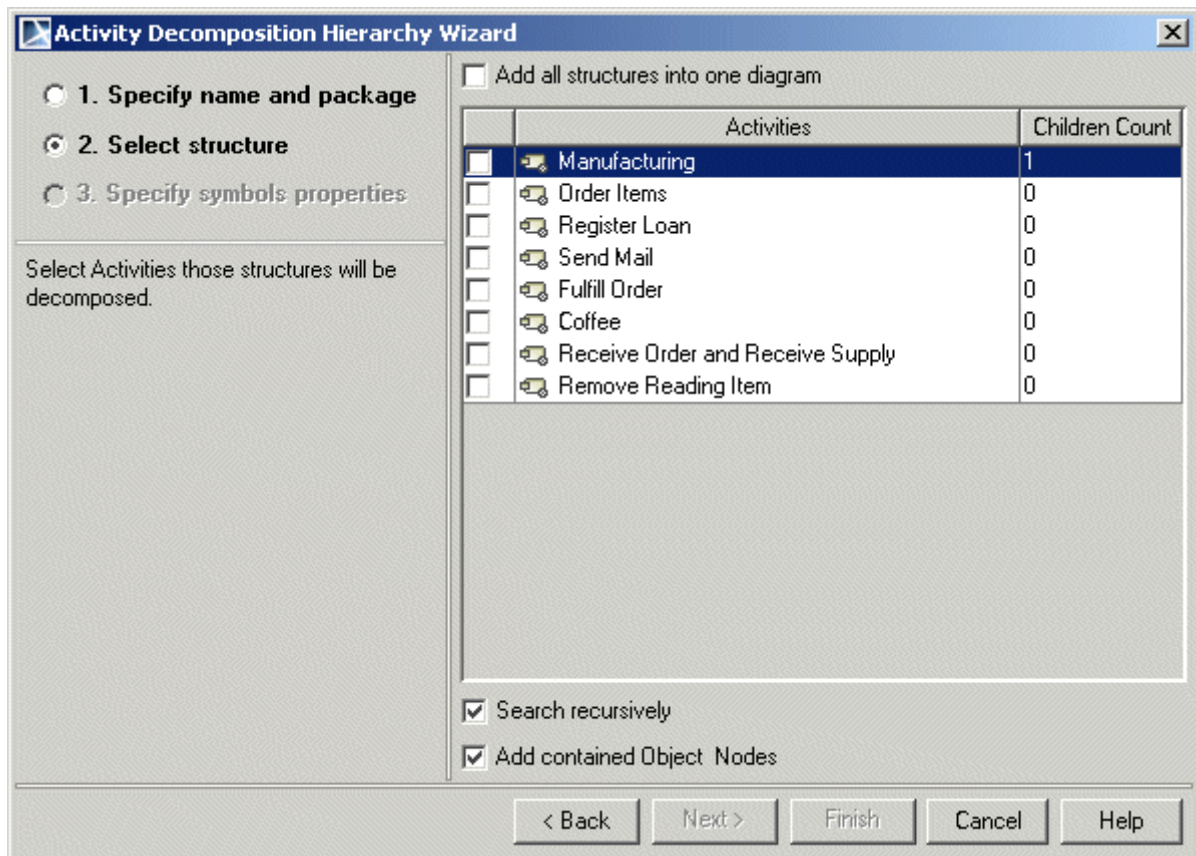 Activity Decomposition Hierarchy Wizard
1. Specify name and package
2. Select structure
3. Specify symbols properties
Select Activities those structures will be
decomposed.
Add all structures into one diagram
Activities Children Count
Manufacturing 1
Order Items 0
Register Loan 0
Send Mail 0
Fulfill Order 0
Coffee 0
Receive Order and Receive Supply 0
Remove Reading Item 0
Search recursively
Add contained Object Nodes
< Back Next > Finish Cancel Help